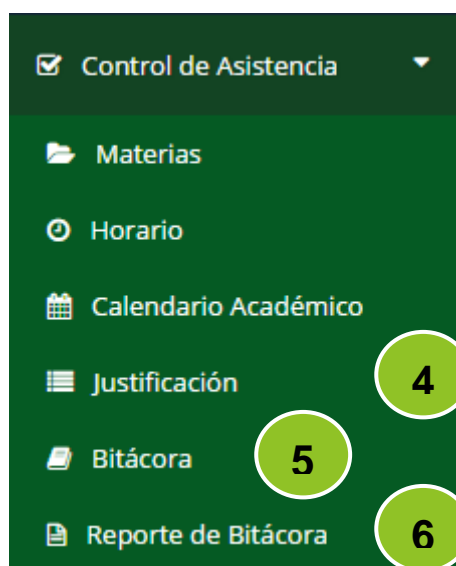 Control de Asistencia
Materias
Horario
Calendario Académico
Justificación 4
Bitácora 5
Reporte de Bitácora 6